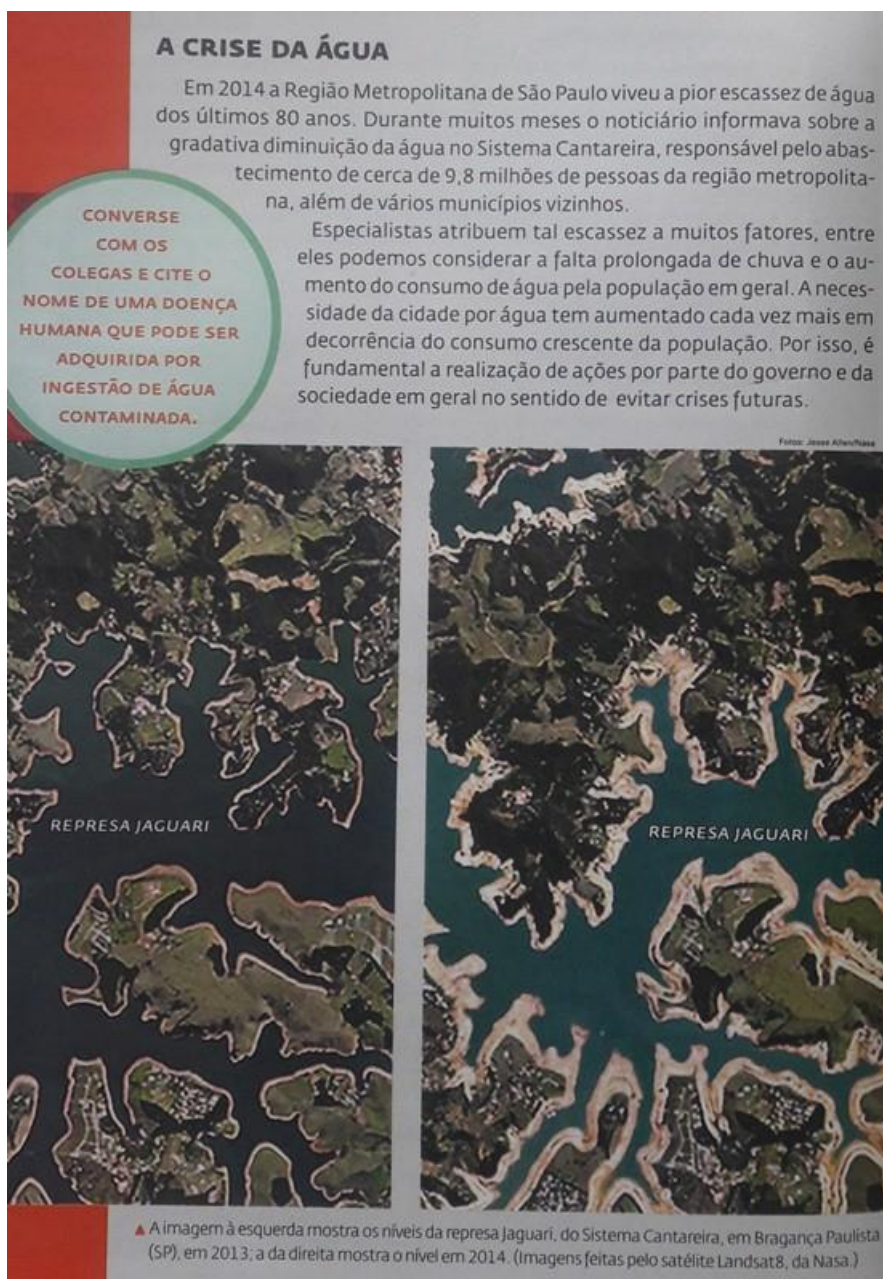 A CRISE DA ÁGUA
Em 2014 a Região Metropolitana de São Paulo viveu a pior escassez de água
dos últimos 80 anos. Durante muitos meses o noticiário informava sobre a
gradativa diminuição da água no Sistema Cantareira, responsável pelo abas-
tecimento de cerca de 9,8 milhões de pessoas da região metropolita-
na, além de vários municípios vizinhos.
Especialistas atribuem tal escassez a muitos fatores, entre
eles podemos considerar a falta prolongada de chuva e o au-
mento do consumo de água pela população em geral. A neces-
sidade da cidade por água tem aumentado cada vez mais em
decorrência do consumo crescente da população. Por isso, é
fundamental a realização de ações por parte do governo e da
sociedade em geral no sentido de evitar crises futuras.
CONVERSE
COM OS
COLEGAS E CITE O
NOME DE UMA DOENÇA
HUMANA QUE PODE SER
ADQUIRIDA POR
INGESTÃO DE ÁGUA
CONTAMINADA.
Fotos: Jesse Allen/Nasa
REPRESA JAGUARI
REPRESA JAGUARI
▲ A imagem à esquerda mostra os níveis da represa Jaguari, do Sistema Cantareira, em Bragança Paulista
(SP), em 2013; a da direita mostra o nível em 2014. (Imagens feitas pelo satélite Landsat8, da Nasa.)